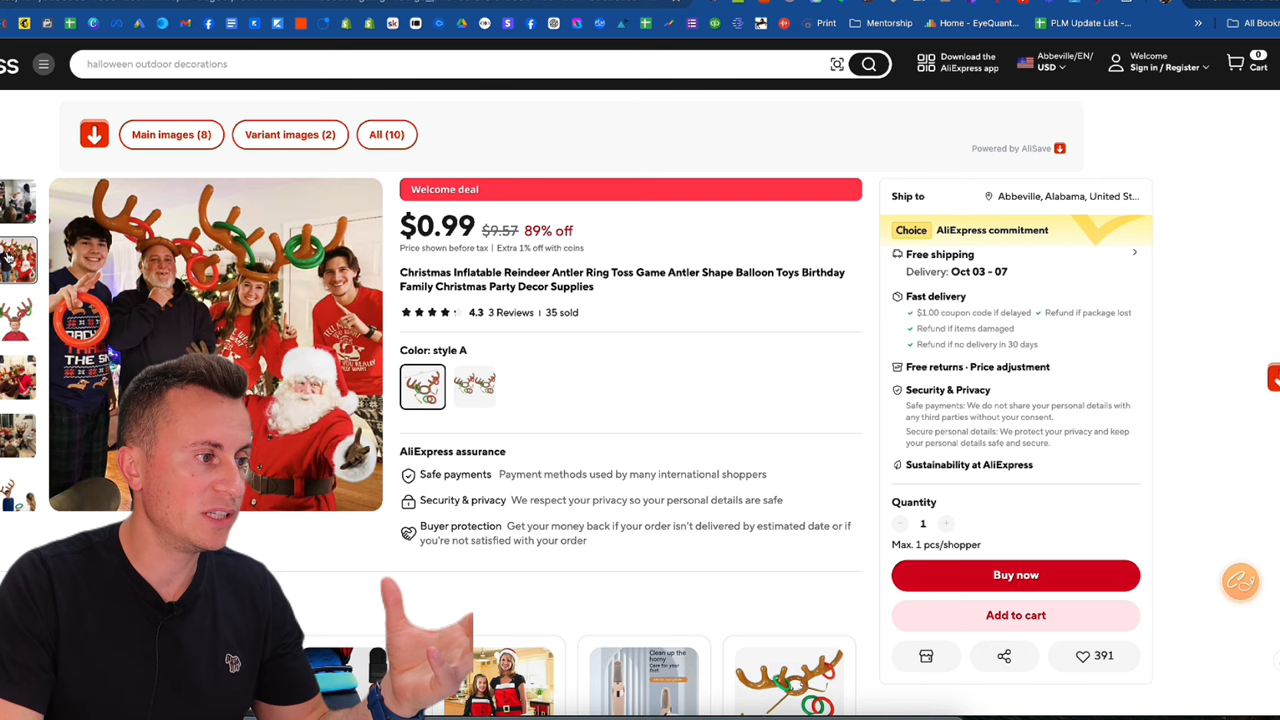 Print
Mentorship
Home - EyeQuant...
PLM Update List -...
»
All Book
ss
halloween outdoor decorations
Download the
AliExpress app
Abbeville/EN/
USD
Welcome
Sign in / Register
0
Cart
Main images (8)
Variant images (2)
All (10)
Powered by AliSave
Welcome deal
$0.99 $9.57 89% off
Price shown before tax | Extra 1% off with coins
Christmas Inflatable Reindeer Antler Ring Toss Game Antler Shape Balloon Toys Birthday
Family Christmas Party Decor Supplies
4.3 3 Reviews | 35 sold
Color: style A
AliExpress assurance
Safe payments Payment methods used by many international shoppers
Security & privacy We respect your privacy so your personal details are safe
Buyer protection Get your money back if your order isn't delivered by estimated date or if
you're not satisfied with your order
Ship to
Abbeville, Alabama, United St...
Choice AliExpress commitment
Free shipping
Delivery: Oct 03 - 07
Fast delivery
$1.00 coupon code if delayed
Refund if package lost
Refund if items damaged
Refund if no delivery in 30 days
Free returns · Price adjustment
Security & Privacy
Safe payments: We do not share your personal details with
any third parties without your consent.
Secure personal details: We protect your privacy and keep
your personal details safe and secure.
Sustainability at AliExpress
Quantity
1
Max. 1 pcs/shopper
Buy now
Add to cart
391
Clean up the